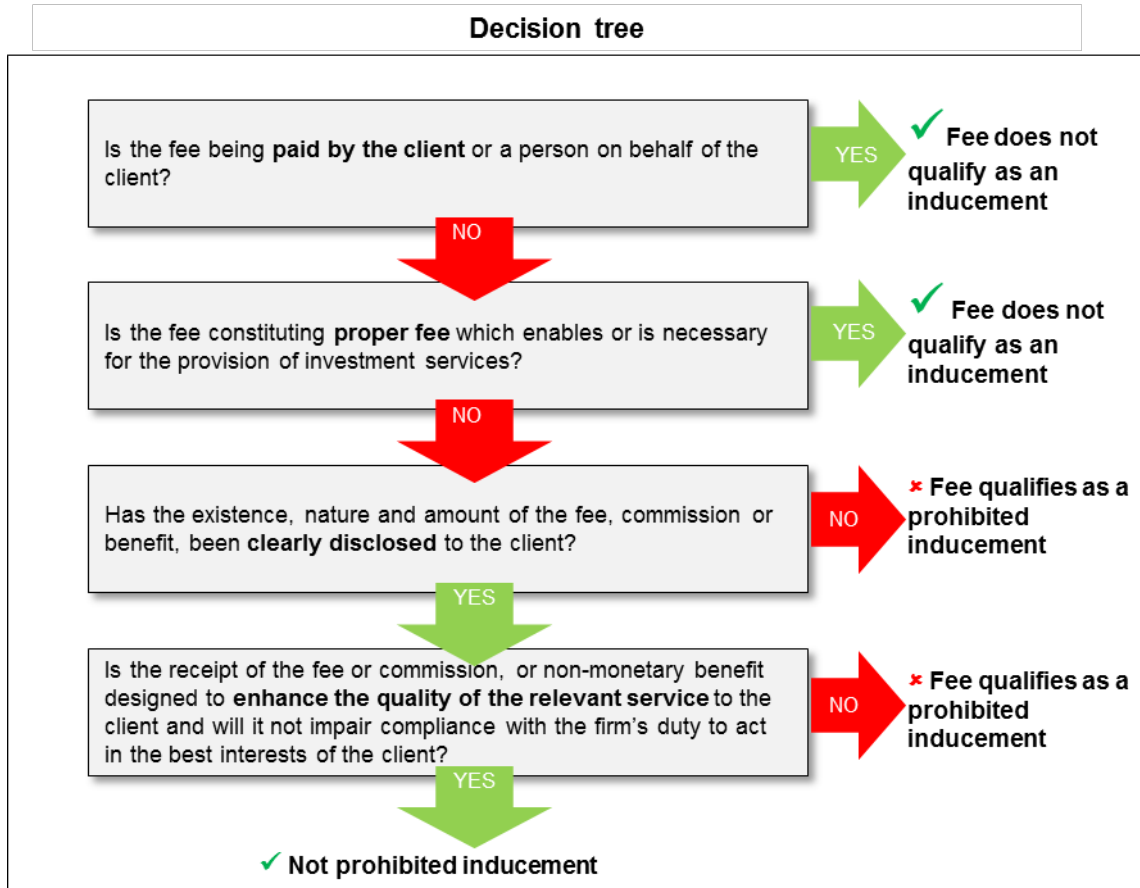 Decision tree
Is the fee being paid by the client or a person on behalf of the
client?
YES
✓ Fee does not
qualify as an
inducement
NO
Is the fee constituting proper fee which enables or is necessary
for the provision of investment services?
YES
✓ Fee does not
qualify as an
inducement
NO
Has the existence, nature and amount of the fee, commission or
benefit, been clearly disclosed to the client?
NO
× Fee qualifies as a
prohibited
inducement
YES
Is the receipt of the fee or commission, or non-monetary benefit
designed to enhance the quality of the relevant service to the
client and will it not impair compliance with the firm's duty to act
in the best interests of the client?
NO
× Fee qualifies as a
prohibited
inducement
YES
✓ Not prohibited inducement